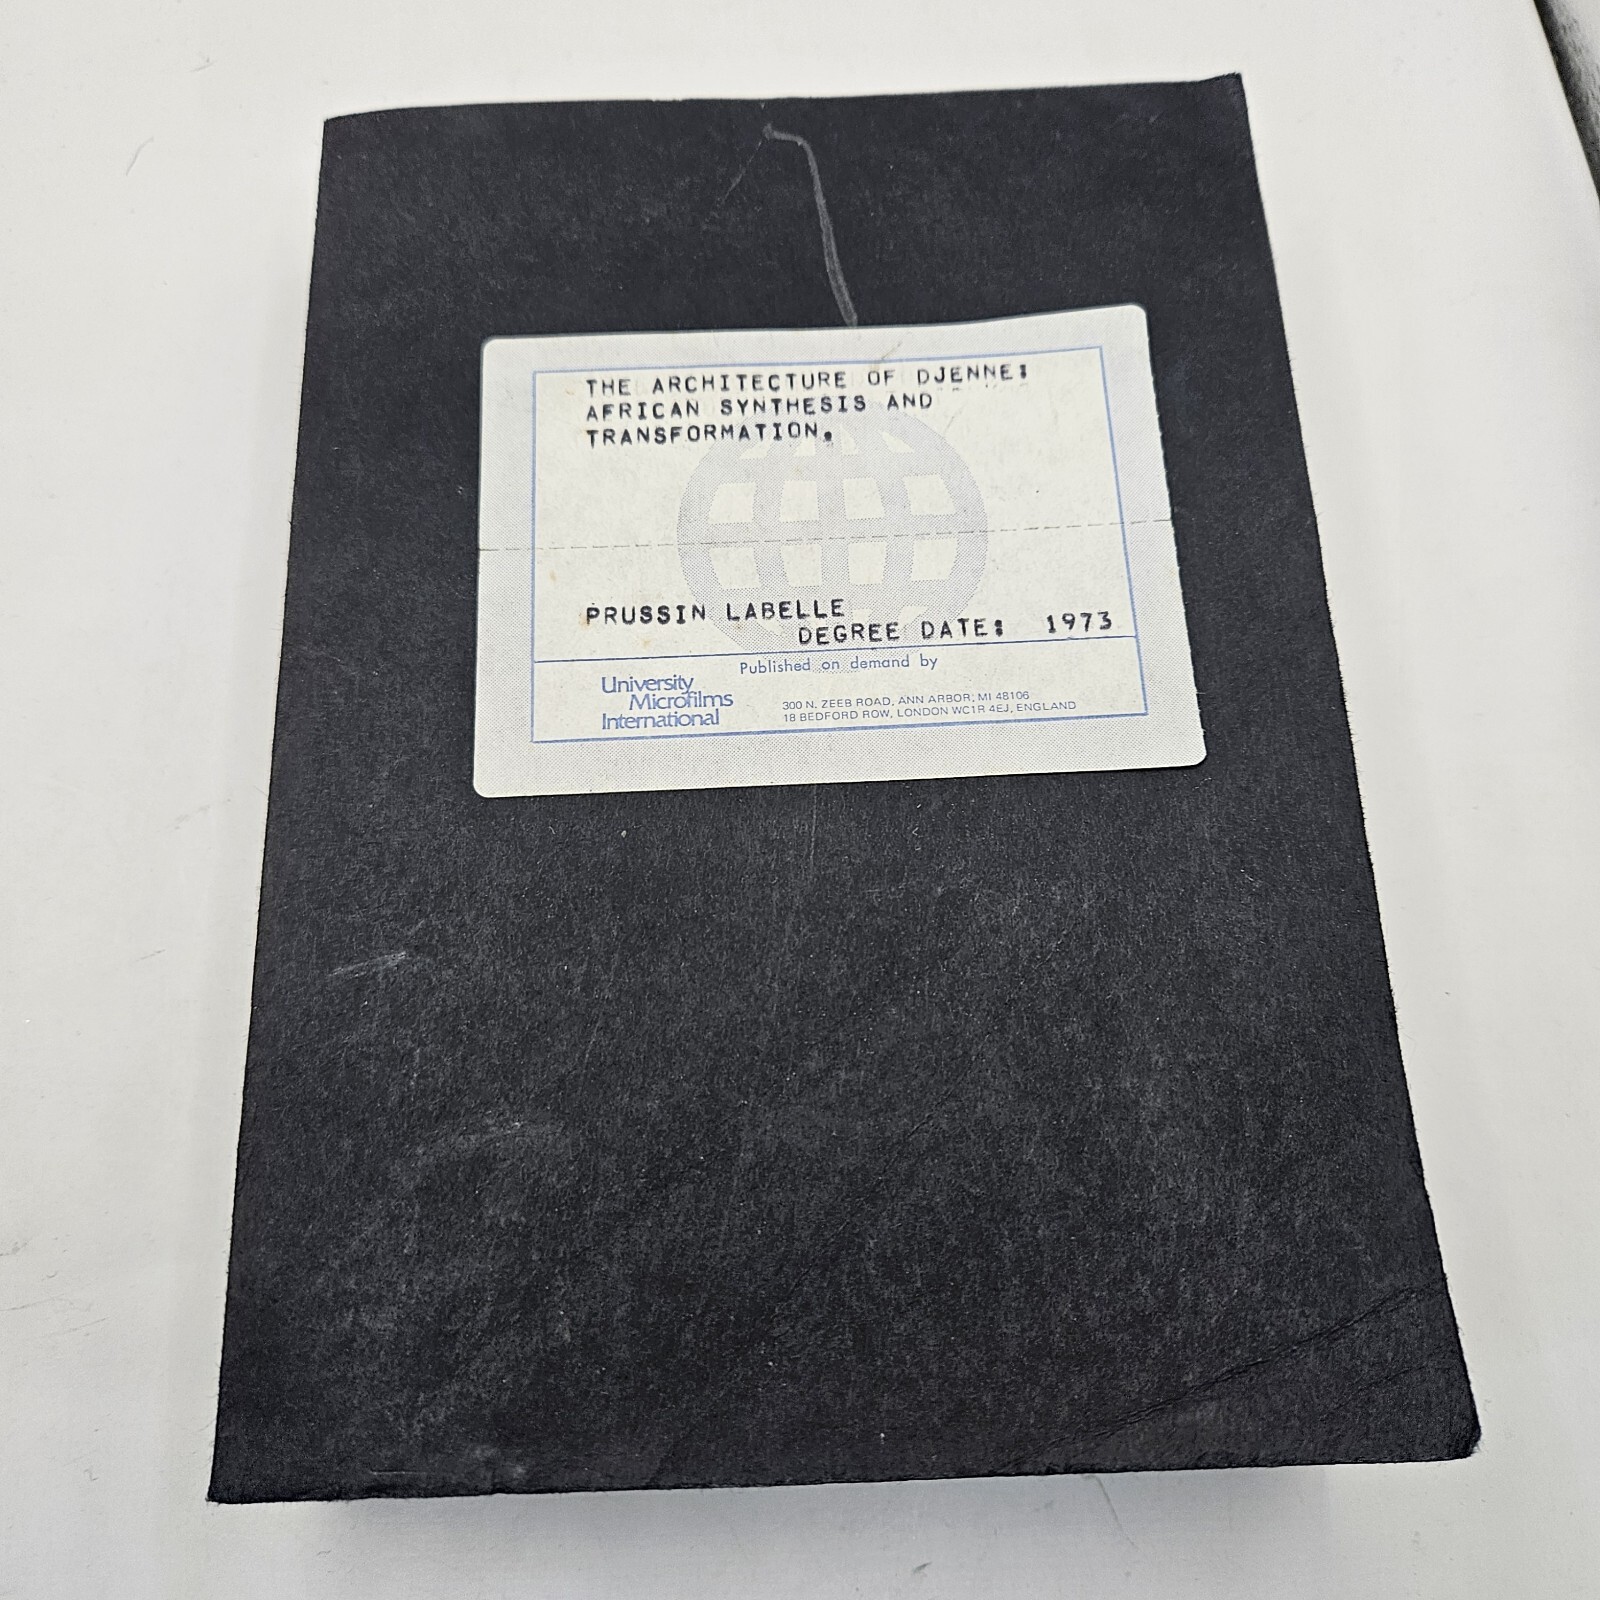 THE ARCHITECTURE OF DJENNE:
AFRICAN SYNTHESIS AND
TRANSFORMATION.
PRUSSIN LABELLE
DEGREE DATE: 1973
Published on demand by
University
Microfilms
International
300 N. ZEEB ROAD, ANN ARBOR, MI 48106
18 BEDFORD ROW, LONDON WC1R 4EJ, ENGLAND